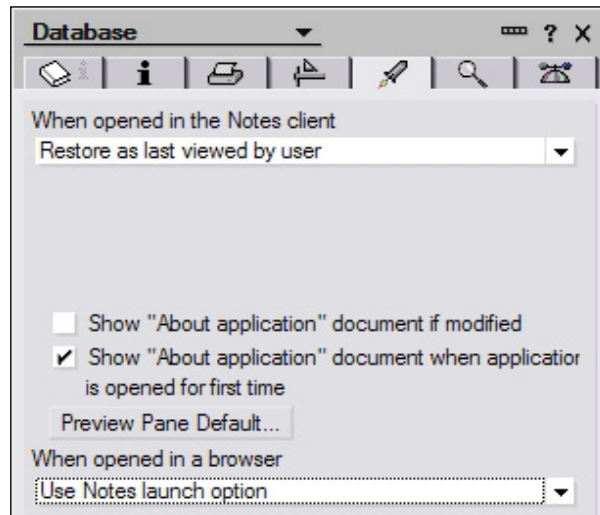 Database
? X
i i
When opened in the Notes client
Restore as last viewed by user
Show "About application" document if modified
Show "About application" document when application
is opened for first time
Preview Pane Default...
When opened in a browser
Use Notes launch option